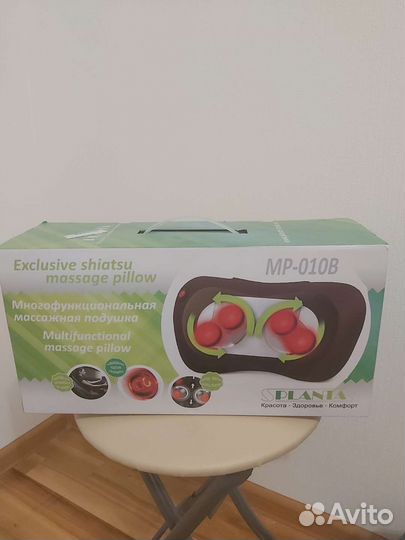 Exclusive shiatsu
massage pillow
MP-010B
Многофункциональная
массажная подушка
Multifunctional
massage pillow
PLANTA
Красота - Здоровье - Комфорт
Avito